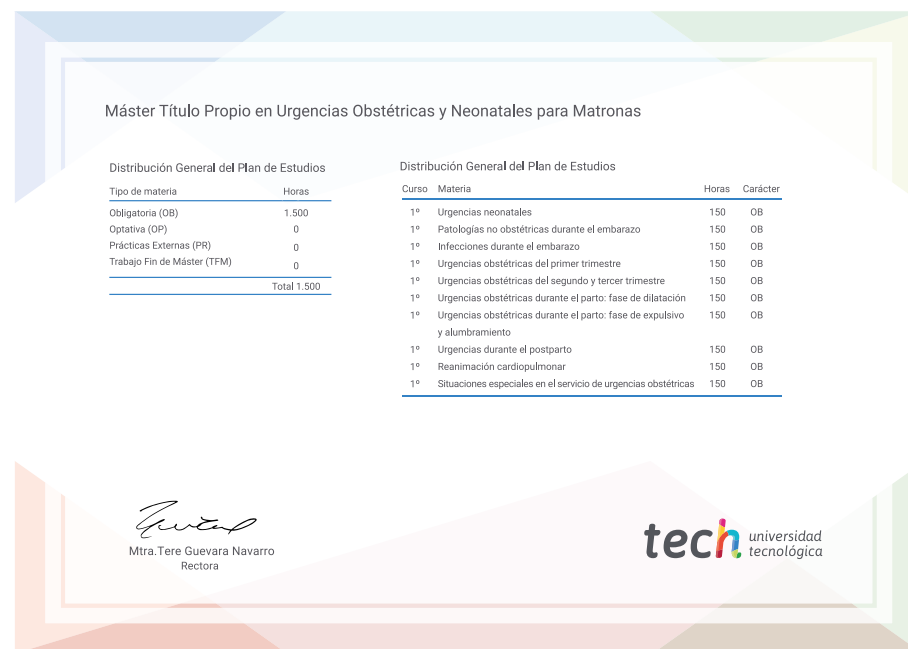 Máster Título Propio en Urgencias Obstétricas y Neonatales para Matronas
Distribución General del Plan de Estudios
Tipo de materia Horas
Obligatoria (OB) 1.500
Optativa (OP) 0
Prácticas Externas (PR) 0
Trabajo Fin de Máster (TFM) 0
Total 1.500
Distribución General del Plan de Estudios
Curso Materia Horas Carácter
1º Urgencias neonatales 150 OB
1º Patologías no obstétricas durante el embarazo 150 OB
1º Infecciones durante el embarazo 150 OB
1º Urgencias obstétricas del primer trimestre 150 OB
1º Urgencias obstétricas del segundo y tercer trimestre 150 OB
1º Urgencias obstétricas durante el parto: fase de dilatación 150 OB
1º Urgencias obstétricas durante el parto: fase de expulsivo 150 OB
y alumbramiento
1º Urgencias durante el postparto 150 OB
1º Reanimación cardiopulmonar 150 OB
1º Situaciones especiales en el servicio de urgencias obstétricas 150 OB
Mtra.Tere Guevara Navarro
Rectora
tech universidad
tecnológica